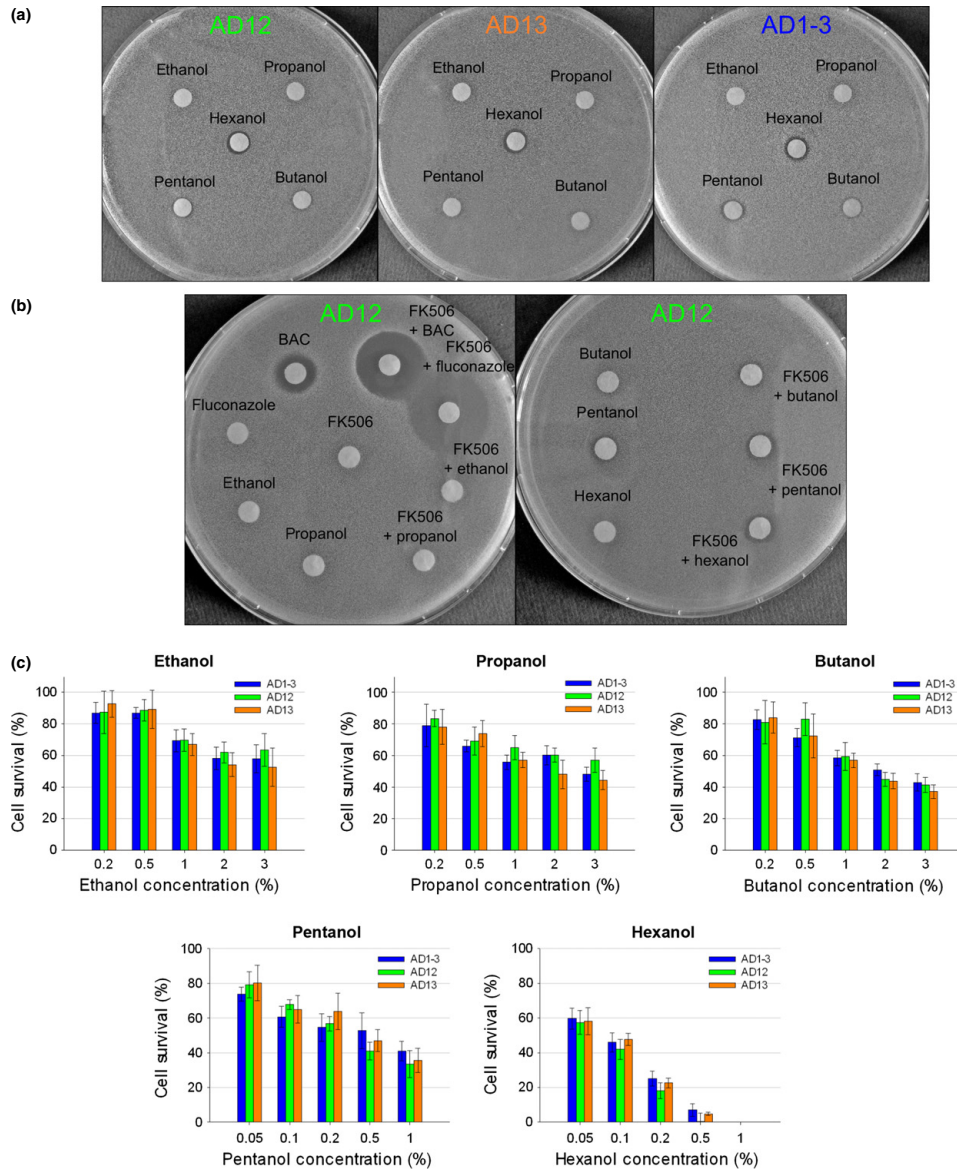 (a)
AD12
AD13
AD1-3
Ethanol
Propanol
Hexanol
Pentanol
Butanol
Ethanol
Propanol
Hexanol
Pentanol
Butanol
Ethanol
Propanol
Hexanol
Pentanol
Butanol
(b)
AD12
BAC
FK506
+ BAC
FK506
+ fluconazole
Fluconazole
FK506
FK506
+ ethanol
Ethanol
Propanol
FK506
+ propanol
AD12
Butanol
FK506
+ butanol
Pentanol
FK506
+ pentanol
Hexanol
FK506
+ hexanol
(c)
Ethanol
Cell survival (%)
100
80
60
40
20
0
AD1-3
AD12
AD13
0.2 0.5 1 2 3
Ethanol concentration (%)
Propanol
Cell survival (%)
100
80
60
40
20
0
AD1-3
AD12
AD13
0.2 0.5 1 2 3
Propanol concentration (%)
Butanol
Cell survival (%)
100
80
60
40
20
0
AD1-3
AD12
AD13
0.2 0.5 1 2 3
Butanol concentration (%)
Pentanol
Cell survival (%)
100
80
60
40
20
0
AD1-3
AD12
AD13
0.05 0.1 0.2 0.5 1
Pentanol concentration (%)
Hexanol
Cell survival (%)
100
80
60
40
20
0
AD1-3
AD12
AD13
0.05 0.1 0.2 0.5 1
Hexanol concentration (%)